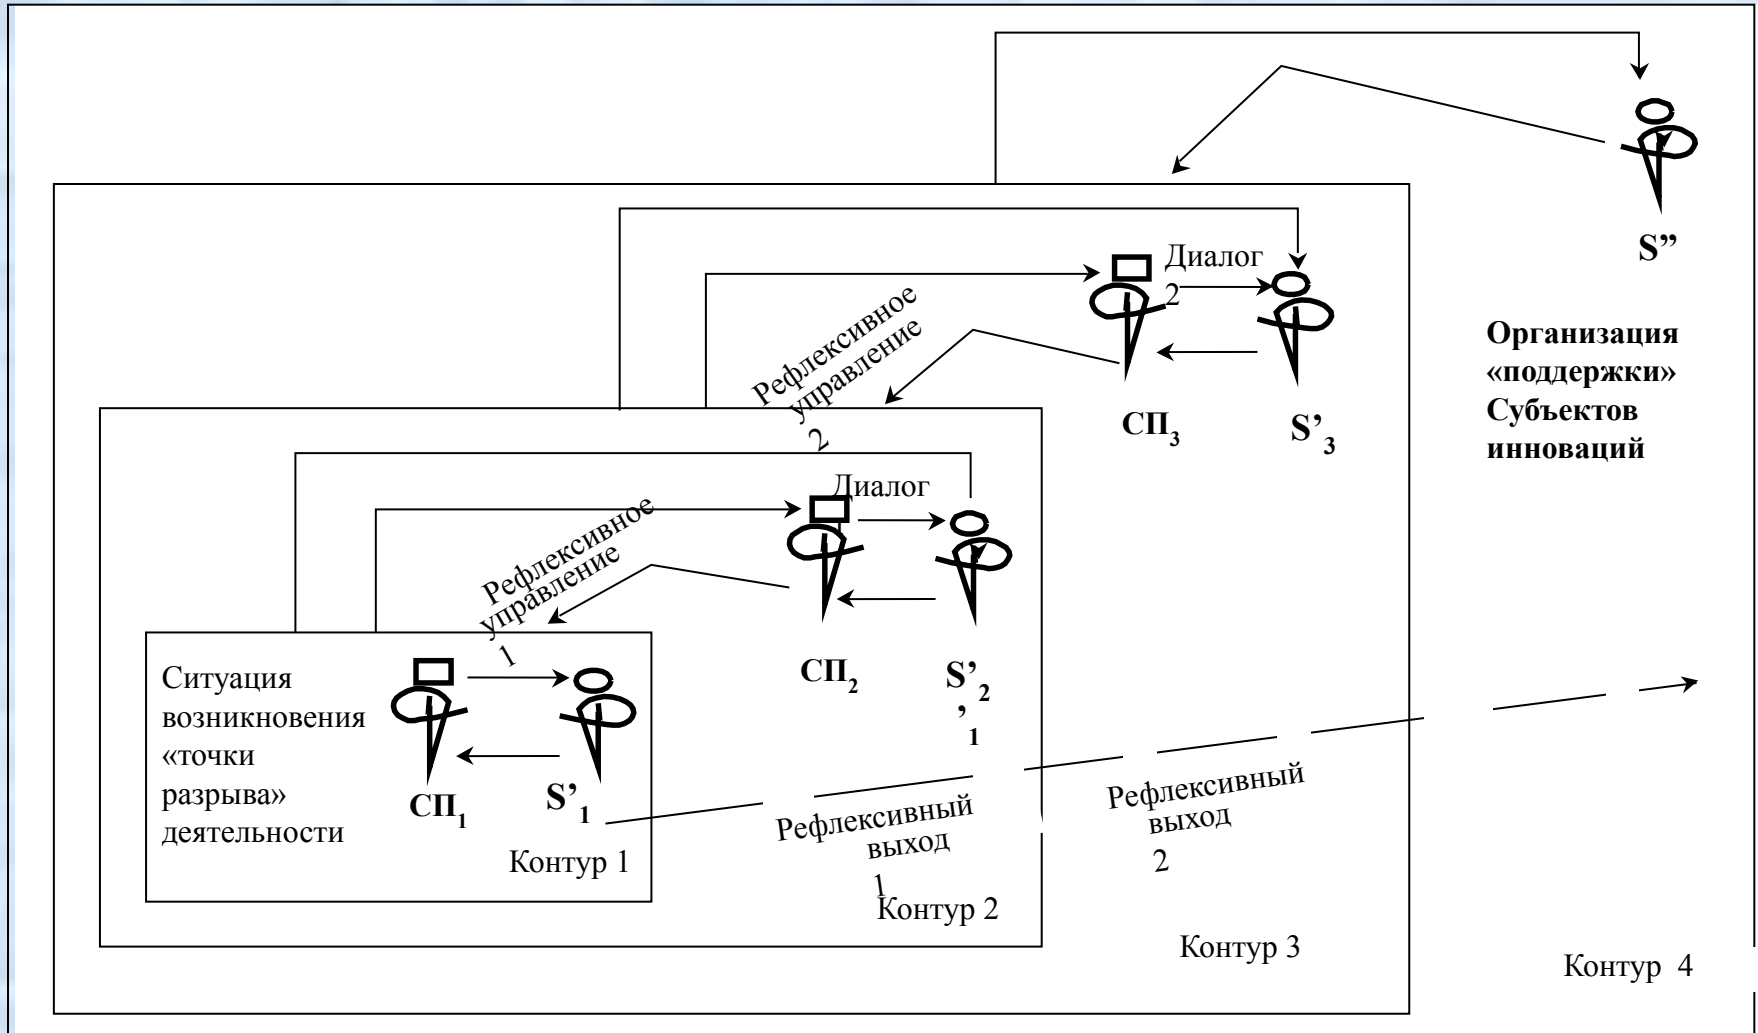 S”
Организация
«поддержки»
Субъектов
инноваций
Диалог
2
СП3
S’3
Рефлексивное
управление
2
Диалог
СП2
S’2
’1
Рефлексивное
управление
1
Ситуация
возникновения
«точки
разрыва»
деятельности
СП1
S’1
Контур 1
Рефлексивный
выход
1
Контур 2
Рефлексивный
выход
2
Контур 3
Контур 4